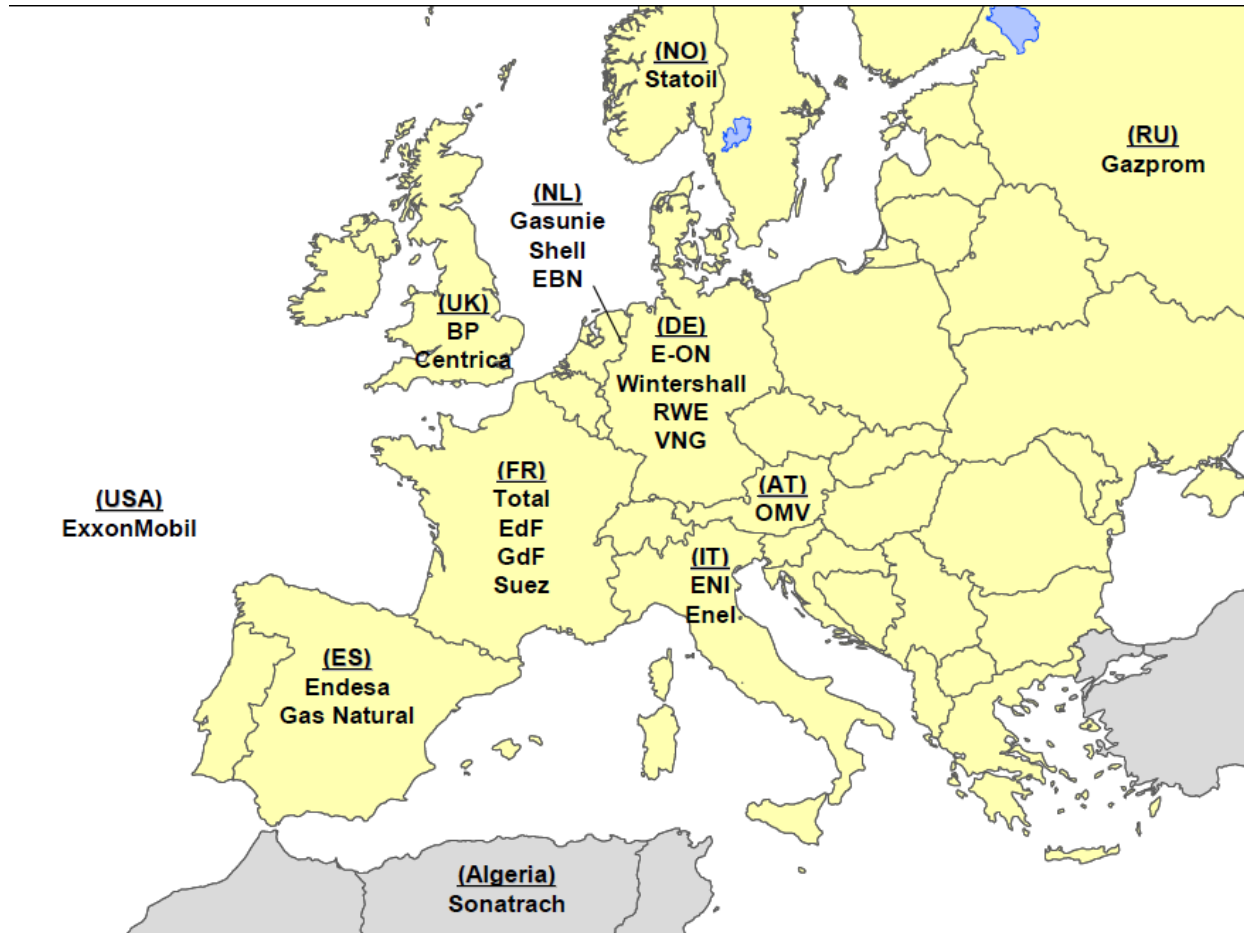 (NO)
Statoil
(RU)
Gazprom
(NL)
Gasunie
Shell
EBN
(UK)
BP
Centrica
(DE)
E-ON
Wintershall
RWE
VNG
(FR)
Total
EdF
GdF
Suez
(AT)
OMV
(USA)
ExxonMobil
(IT)
ENI
Enel
(ES)
Endesa
Gas Natural
(Algeria)
Sonatrach